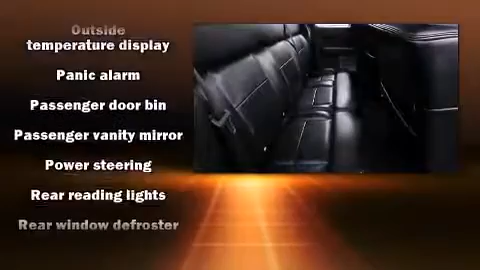 Outside
temperature display
Panic alarm
Passenger door bin
Passenger vanity mirror
Power steering
Rear reading lights
Rear window defroster